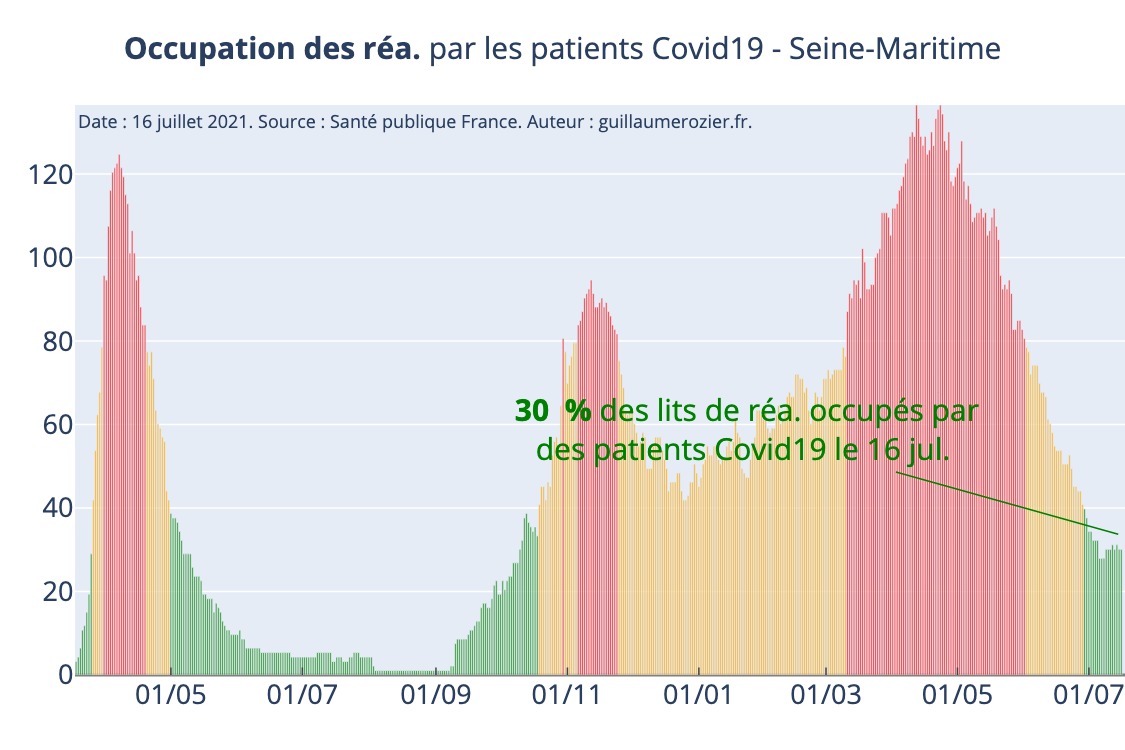 Occupation des réa. par les patients Covid19 - Seine-Maritime
Date : 16 juillet 2021. Source : Santé publique France. Auteur : guillaumerozier.fr.
120
100
80
60
40
20
0
30 % des lits de réa. occupés par
des patients Covid19 le 16 jul.
01/05 01/07 01/09 01/11 01/01 01/03 01/05 01/07